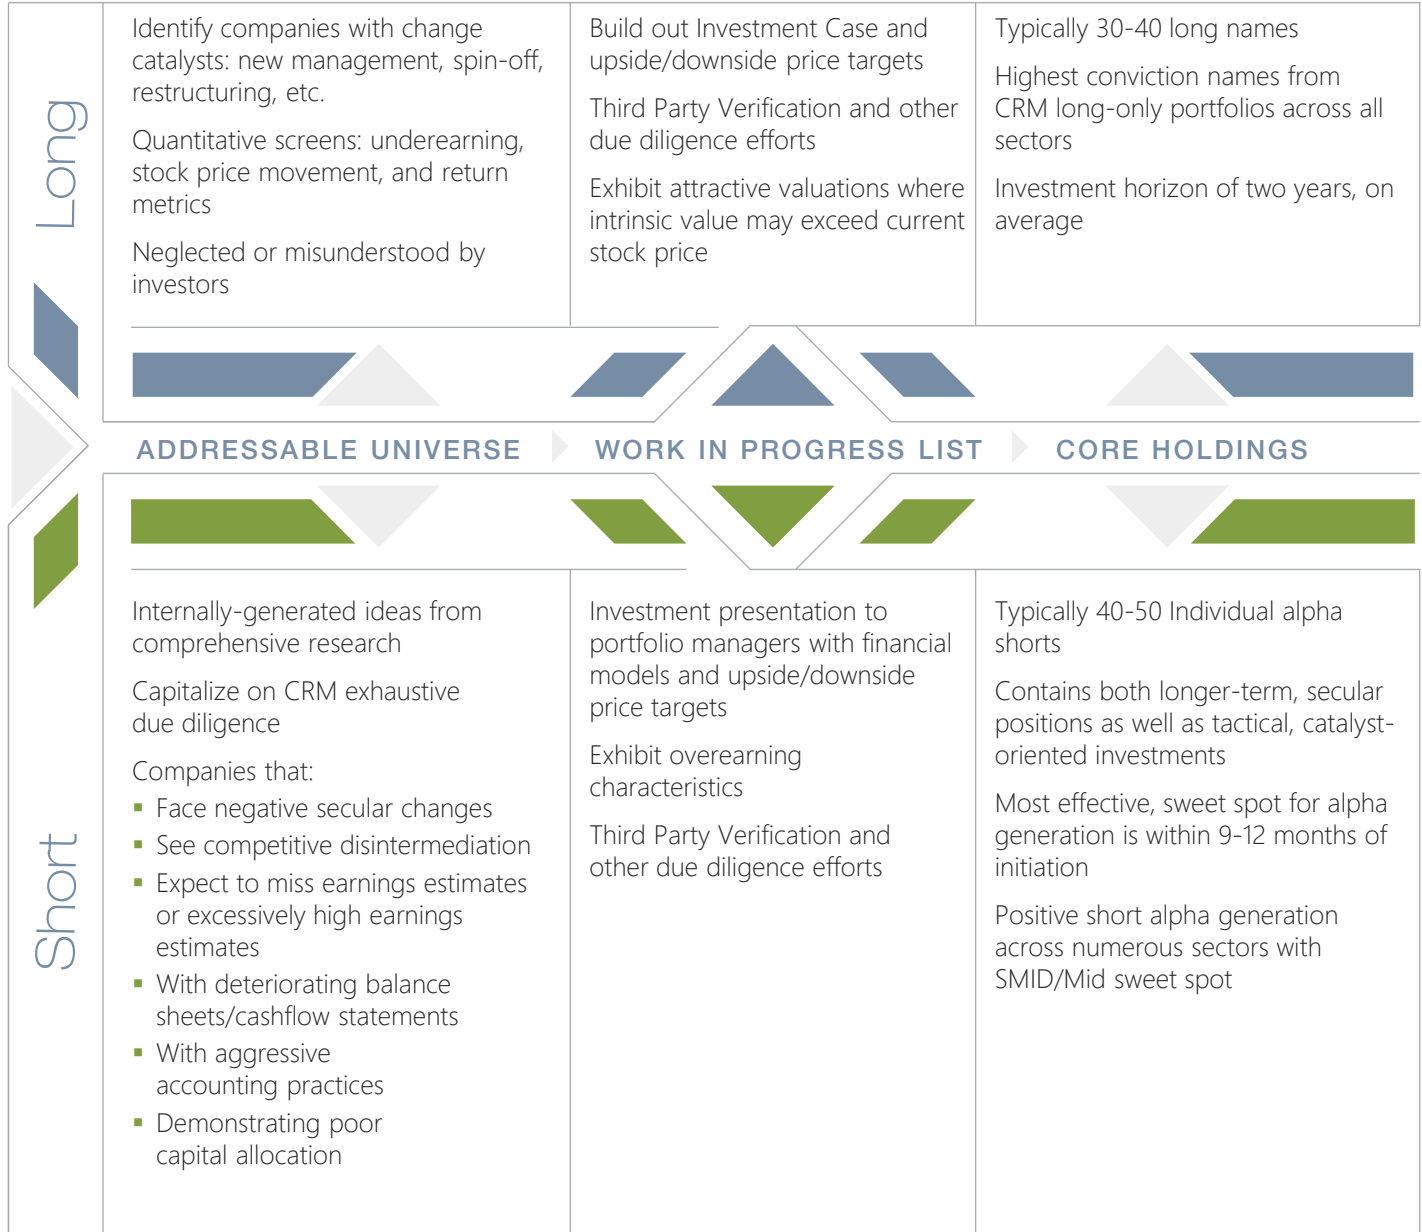 Long
Identify companies with change
catalysts: new management, spin-off,
restructuring, etc.
Quantitative screens: underearning,
stock price movement, and return
metrics
Neglected or misunderstood by
investors
Build out Investment Case and
upside/downside price targets
Third Party Verification and other
due diligence efforts
Exhibit attractive valuations where
intrinsic value may exceed current
stock price
Typically 30-40 long names
Highest conviction names from
CRM long-only portfolios across all
sectors
Investment horizon of two years, on
average
ADDRESSABLE UNIVERSE
WORK IN PROGRESS LIST
CORE HOLDINGS
Short
Internally-generated ideas from
comprehensive research
Capitalize on CRM exhaustive
due diligence
Companies that:
▪ Face negative secular changes
▪ See competitive disintermediation
▪ Expect to miss earnings estimates
or excessively high earnings
estimates
▪ With deteriorating balance
sheets/cashflow statements
▪ With aggressive
accounting practices
▪ Demonstrating poor
capital allocation
Investment presentation to
portfolio managers with financial
models and upside/downside
price targets
Exhibit overearning
characteristics
Third Party Verification and
other due diligence efforts
Typically 40-50 Individual alpha
shorts
Contains both longer-term, secular
positions as well as tactical, catalyst-
oriented investments
Most effective, sweet spot for alpha
generation is within 9-12 months of
initiation
Positive short alpha generation
across numerous sectors with
SMID/Mid sweet spot